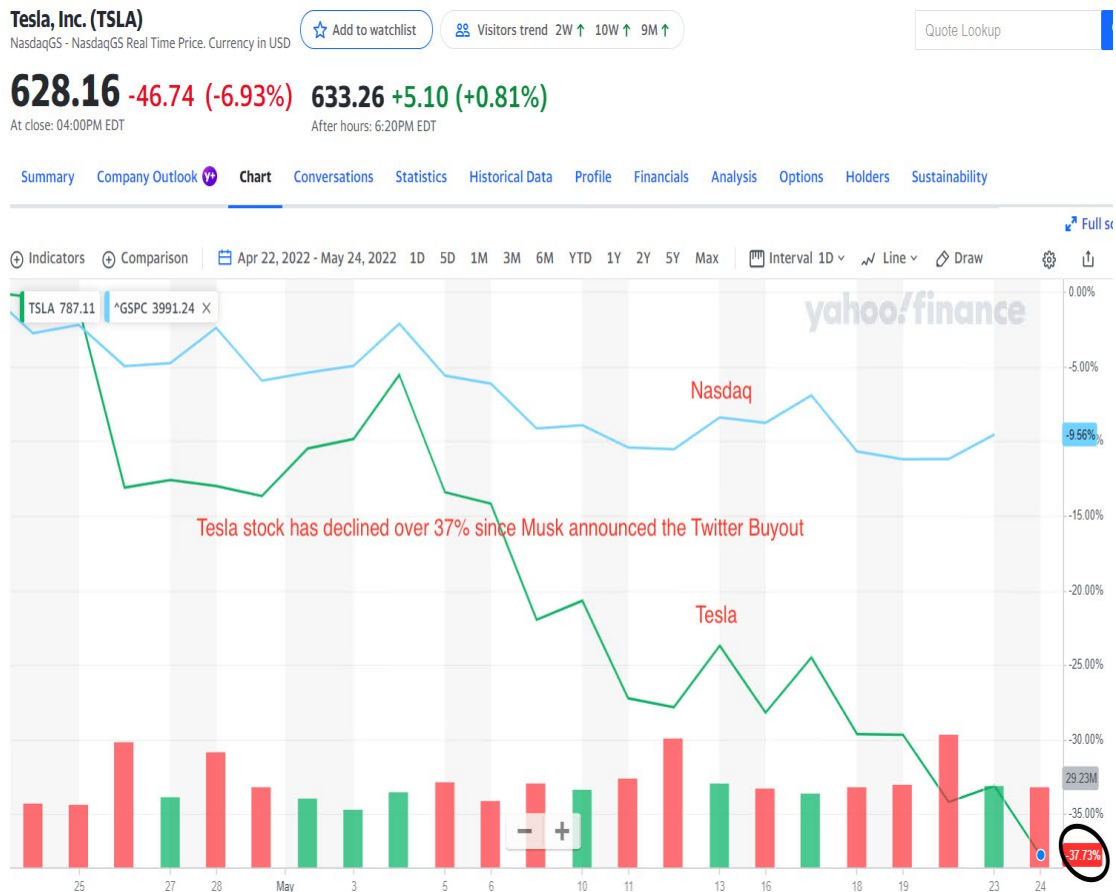 Tesla, Inc. (TSLA)
NasdaqGS - NasdaqGS Real Time Price. Currency in USD
Add to watchlist
Visitors trend 2W↑ 10W↑ 9M↑
Quote Lookup
628.16 -46.74 (-6.93%) 633.26 +5.10 (+0.81%)
At close: 04:00PM EDT After hours: 6:20PM EDT
Summary Company Outlook Y+ Chart Conversations Statistics Historical Data Profile Financials Analysis Options Holders Sustainability
Full
Indicators Comparison Apr 22, 2022 - May 24, 2022 1D 5D 1M 3M 6M YTD 1Y 2Y 5Y Max Interval 1D Line Draw
TSLA 787.11 ^GSPC 3991.24 X
yahoo!finance
0.00%
-5.00%
Nasdaq
-9.56%
Tesla stock has declined over 37% since Musk announced the Twitter Buyout
-15.00%
-20.00%
Tesla
-25.00%
-30.00%
29.23M
-35.00%
- +
-37.73%
25 27 28 May 3 5 6 10 11 13 16 18 19 23 24